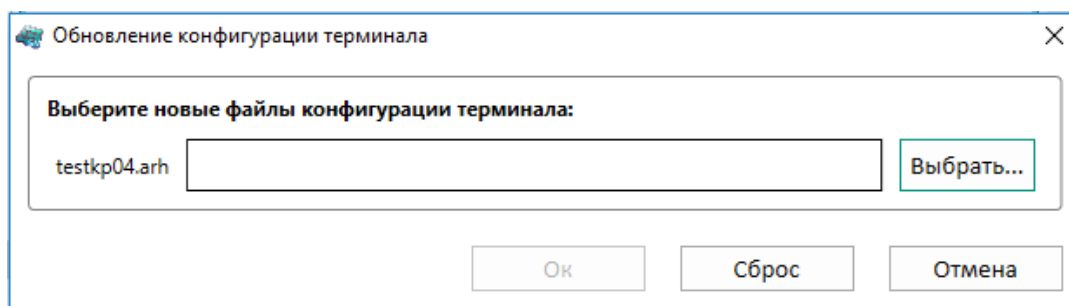 Обновление конфигурации терминала
Выберите новые файлы конфигурации терминала:
testkp04.arh Выбрать...
Ок Сброс Отмена